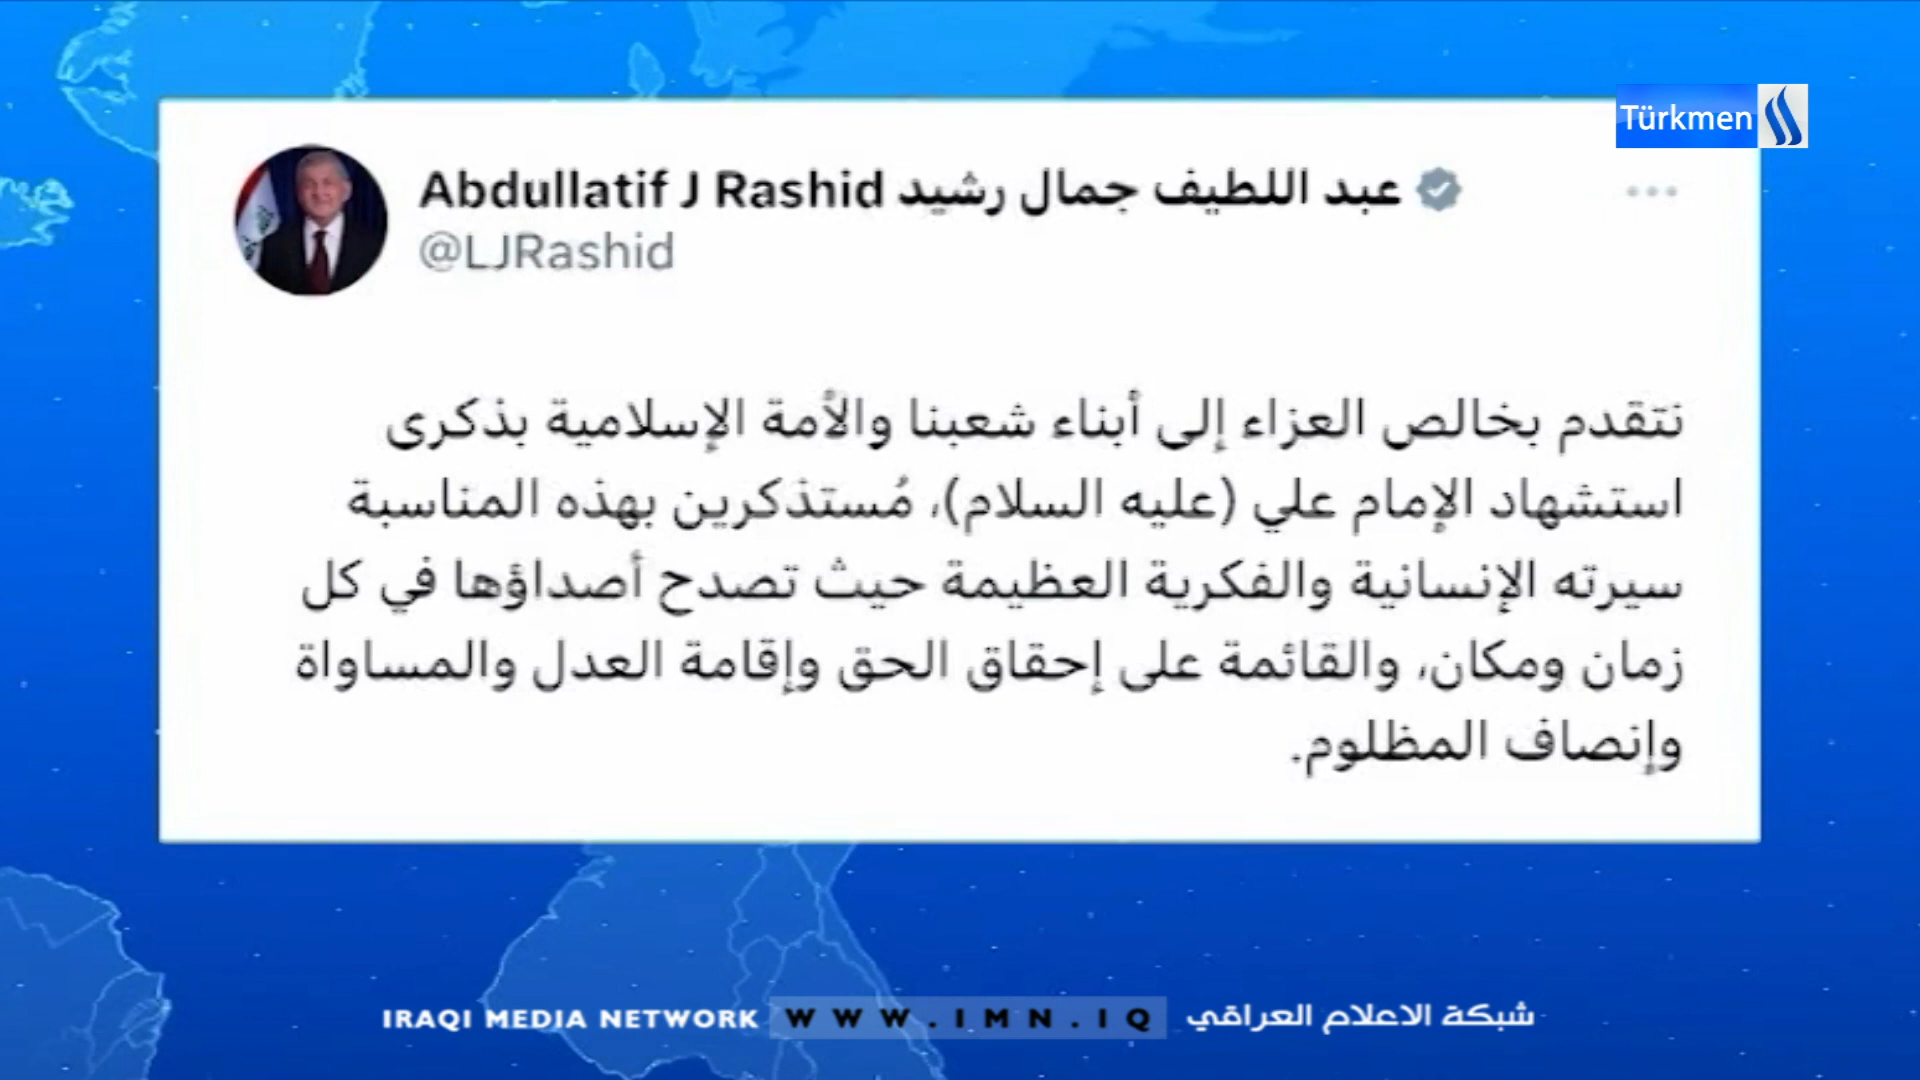 Türkmen
Abdullatif J Rashid عبد اللطيف جمال رشيد
@LJRashid
نتقدم بخالص العزاء إلى أبناء شعبنا والأمة الإسلامية بذكرى
استشهاد الإمام علي (عليه السلام)، مُستذكرين بهذه المناسبة
سيرته الإنسانية والفكرية العظيمة حيث تصدح أصداؤها في كل
زمان ومكان، والقائمة على إحقاق الحق وإقامة العدل والمساواة
وإنصاف المظلوم.
IRAQI MEDIA NETWORK WWW.IMN.IQ شبكة الاعلام العراقي